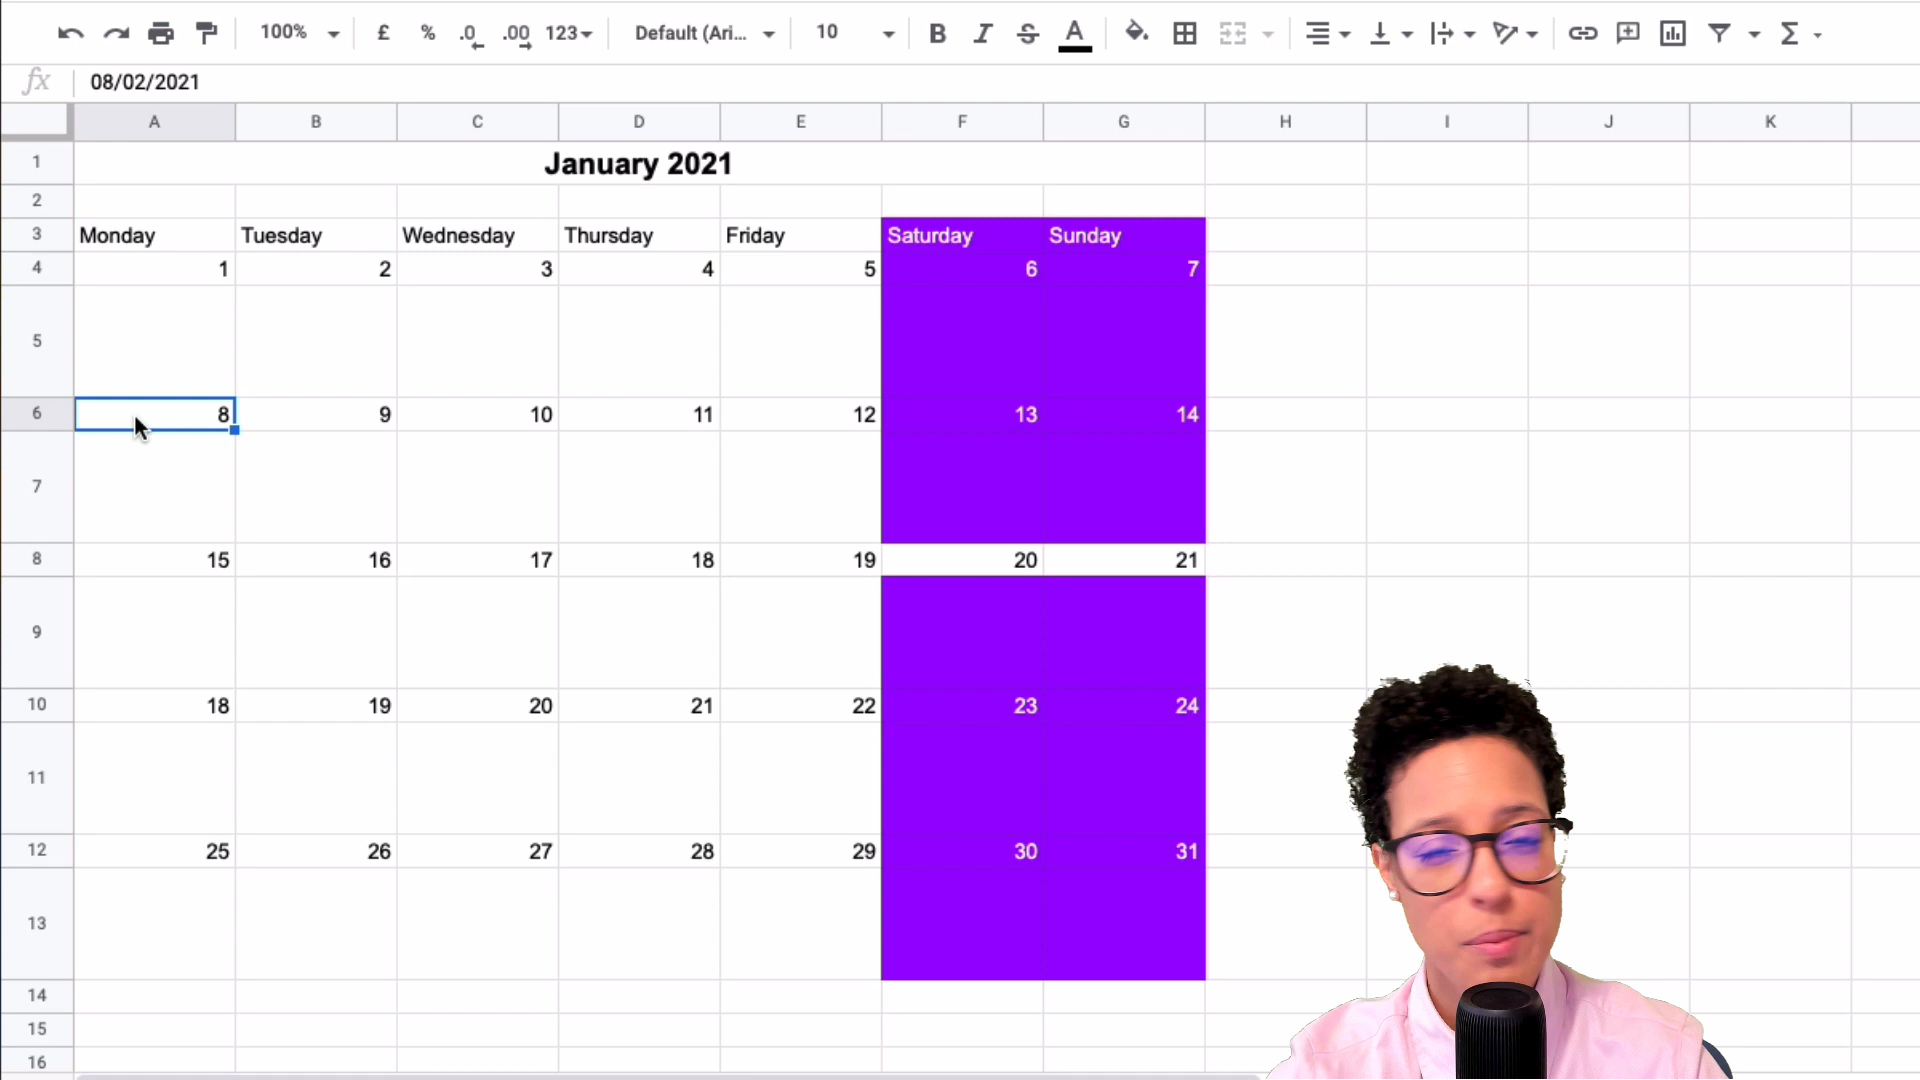 100% £ % .0 .00 123 Default (Ari... 10 B I S A Σ
fx 08/02/2021
A B C D E F G H I J K
1 January 2021
2
3 Monday Tuesday Wednesday Thursday Friday Saturday Sunday
4 1 2 3 4 5 6 7
5
6 8 9 10 11 12 13 14
7
8 15 16 17 18 19 20 21
9
10 18 19 20 21 22 23 24
11
12 25 26 27 28 29 30 31
13
14
15
16